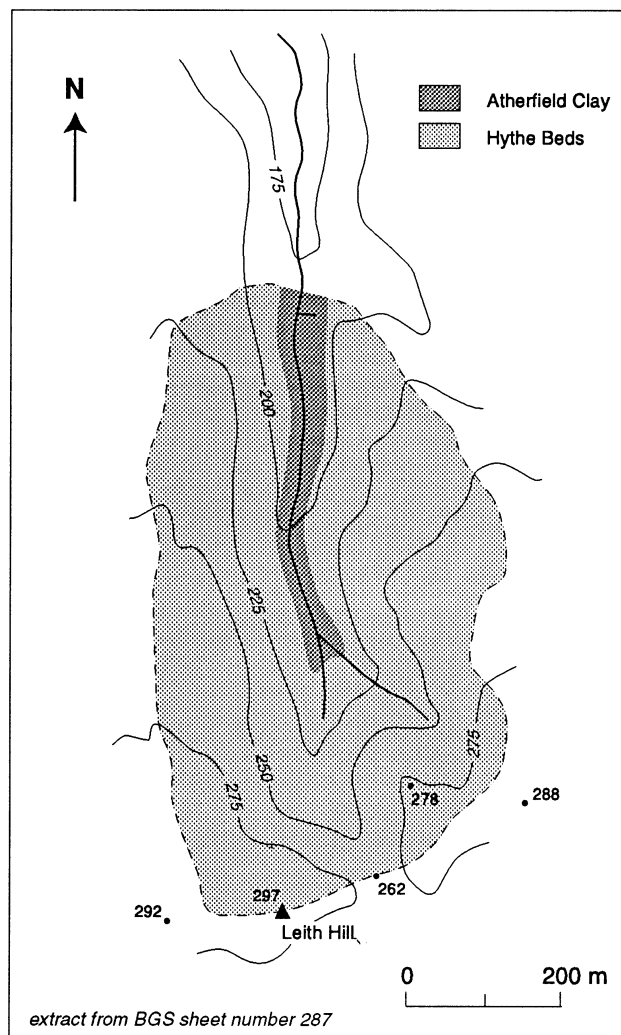 N
Atherfield Clay
Hythe Beds
175
200
225
250
275
275
278
288
262
297
292
Leith Hill
0 200 m
extract from BGS sheet number 287